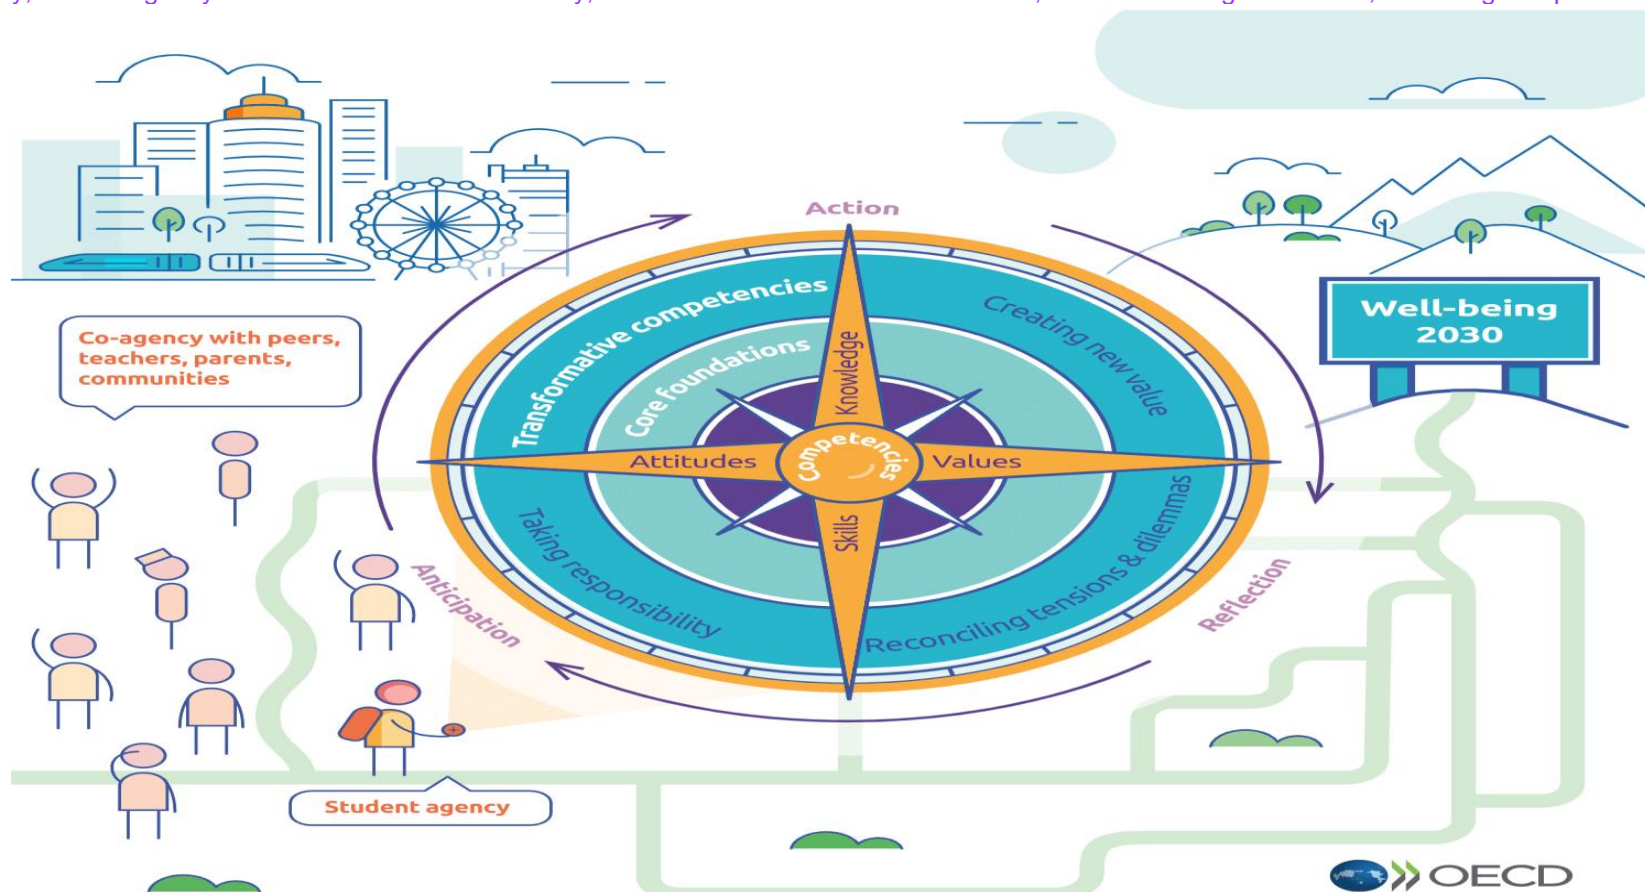 Action
Transformative competencies
Creating new value
Core foundations
Knowledge
Well-being
2030
Co-agency with peers,
teachers, parents,
communities
Attitudes
Competencies
Values
Skills
Taking responsibility
Reconciling tensions & dilemmas
Anticipation
Reflection
Student agency
OECD